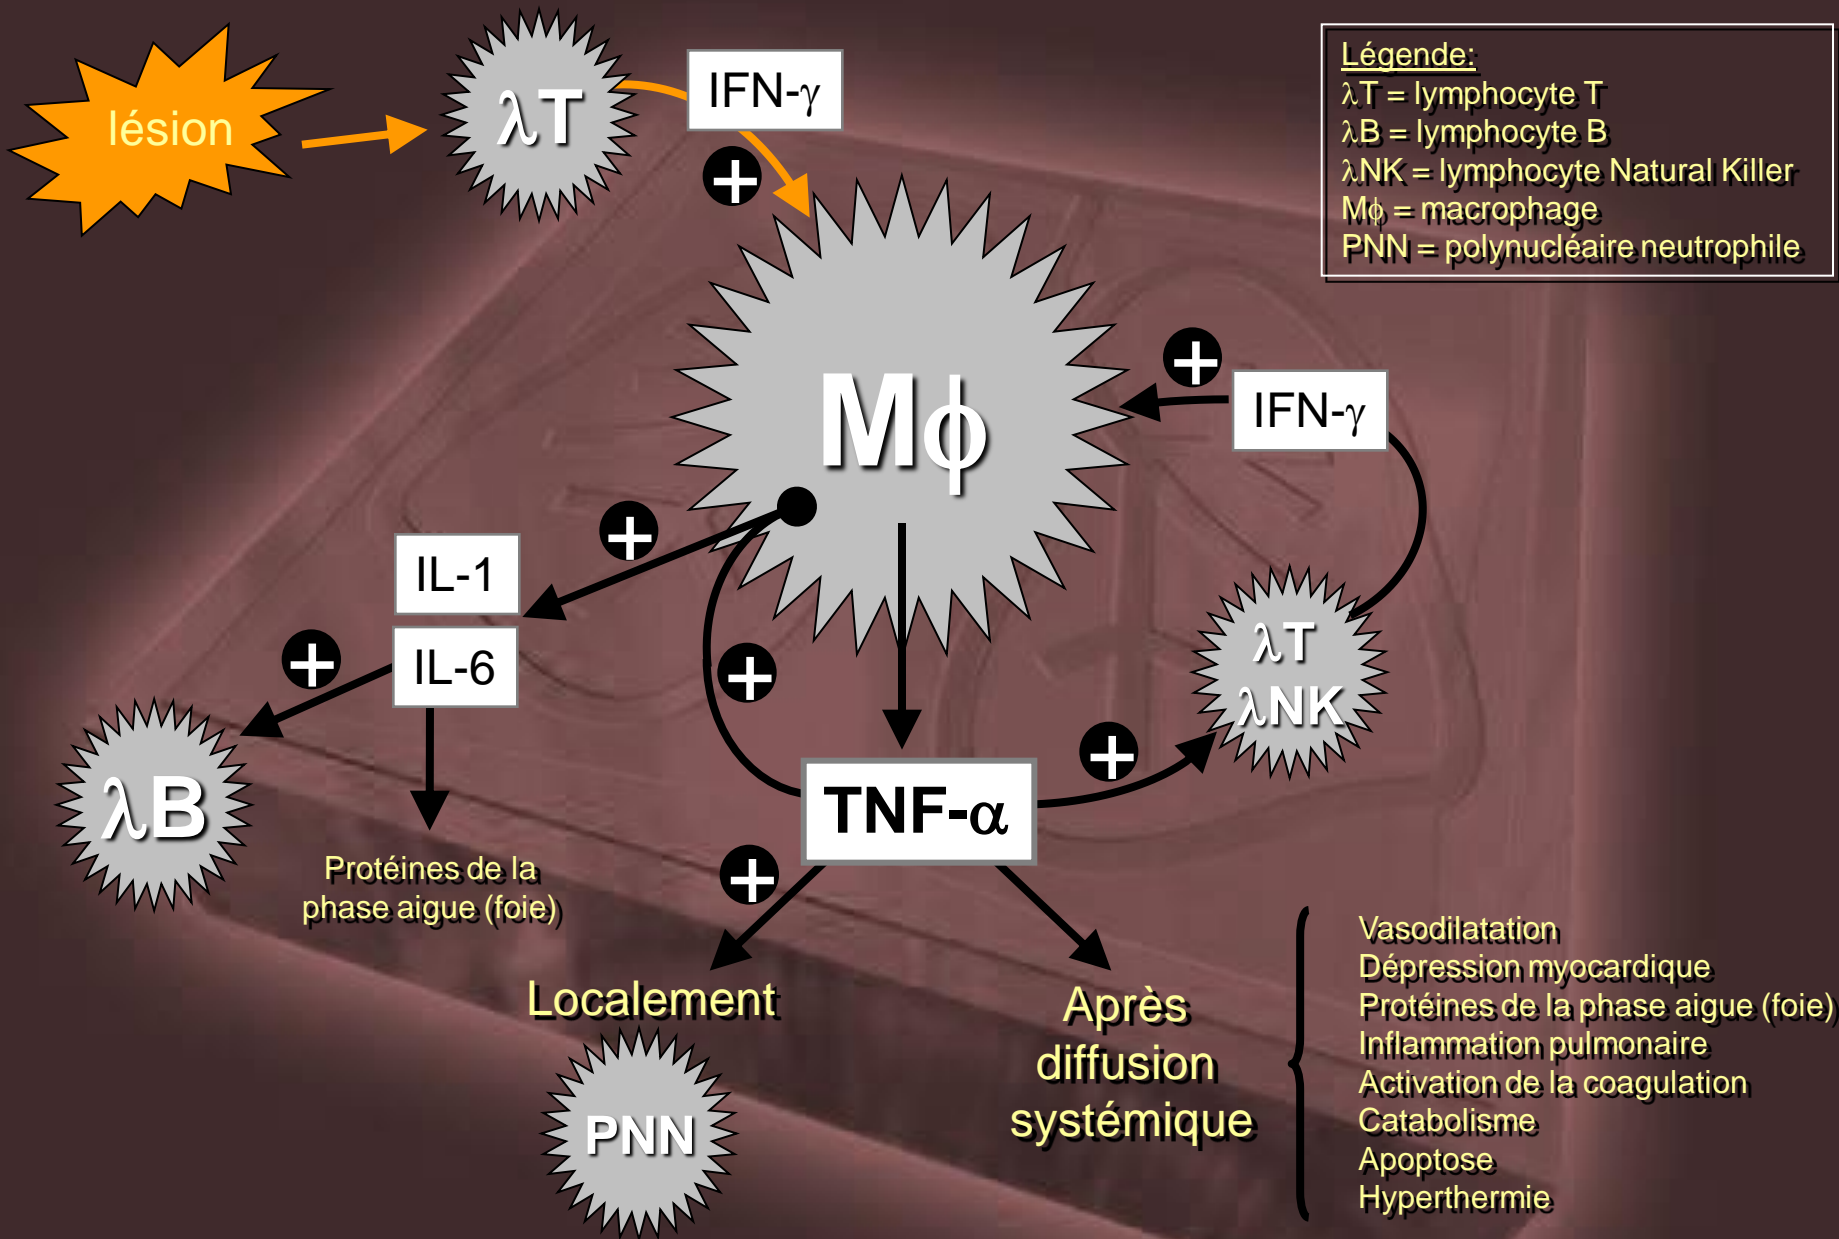 lésion
λT
IFN-γ
+
Légende:
λT = lymphocyte T
λB = lymphocyte B
λNK = lymphocyte Natural Killer
Mϕ = macrophage
PNN = polynucléaire neutrophile
Mϕ
+
IFN-γ
+
IL-1
IL-6
+
+
λT
λNK
+
λB
TNF-α
+
Protéines de la
phase aigue (foie)
Localement
PNN
Après
diffusion
systémique
Vasodilatation
Dépression myocardique
Protéines de la phase aigue (foie)
Inflammation pulmonaire
Activation de la coagulation
Catabolisme
Apoptose
Hyperthermie